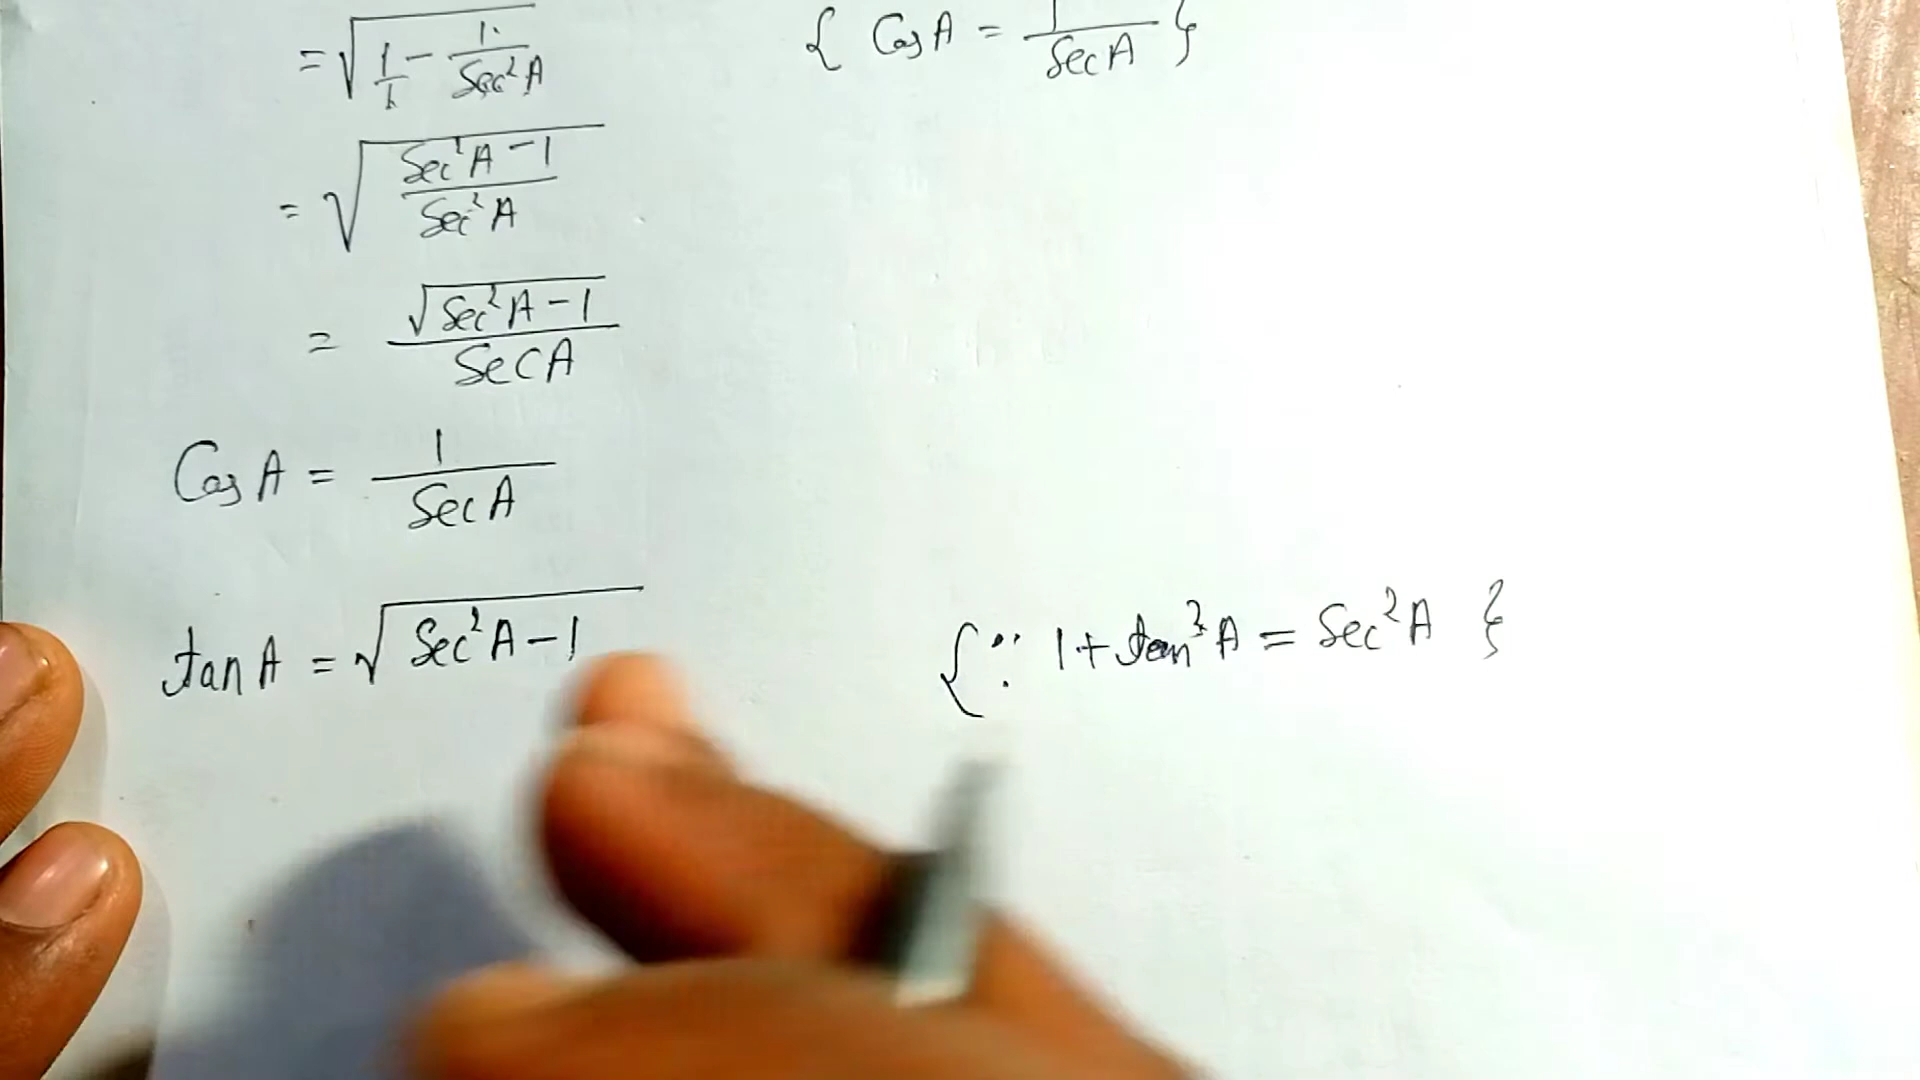 = √(1/1 - 1/Sec²A) { Cos A = 1/Sec A }
= √((Sec²A - 1)/(Sec²A))
= √(Sec²A - 1)/Sec A
Cos A = 1/Sec A
tan A = √(Sec²A - 1) { ∵ 1 + tan²A = Sec²A }